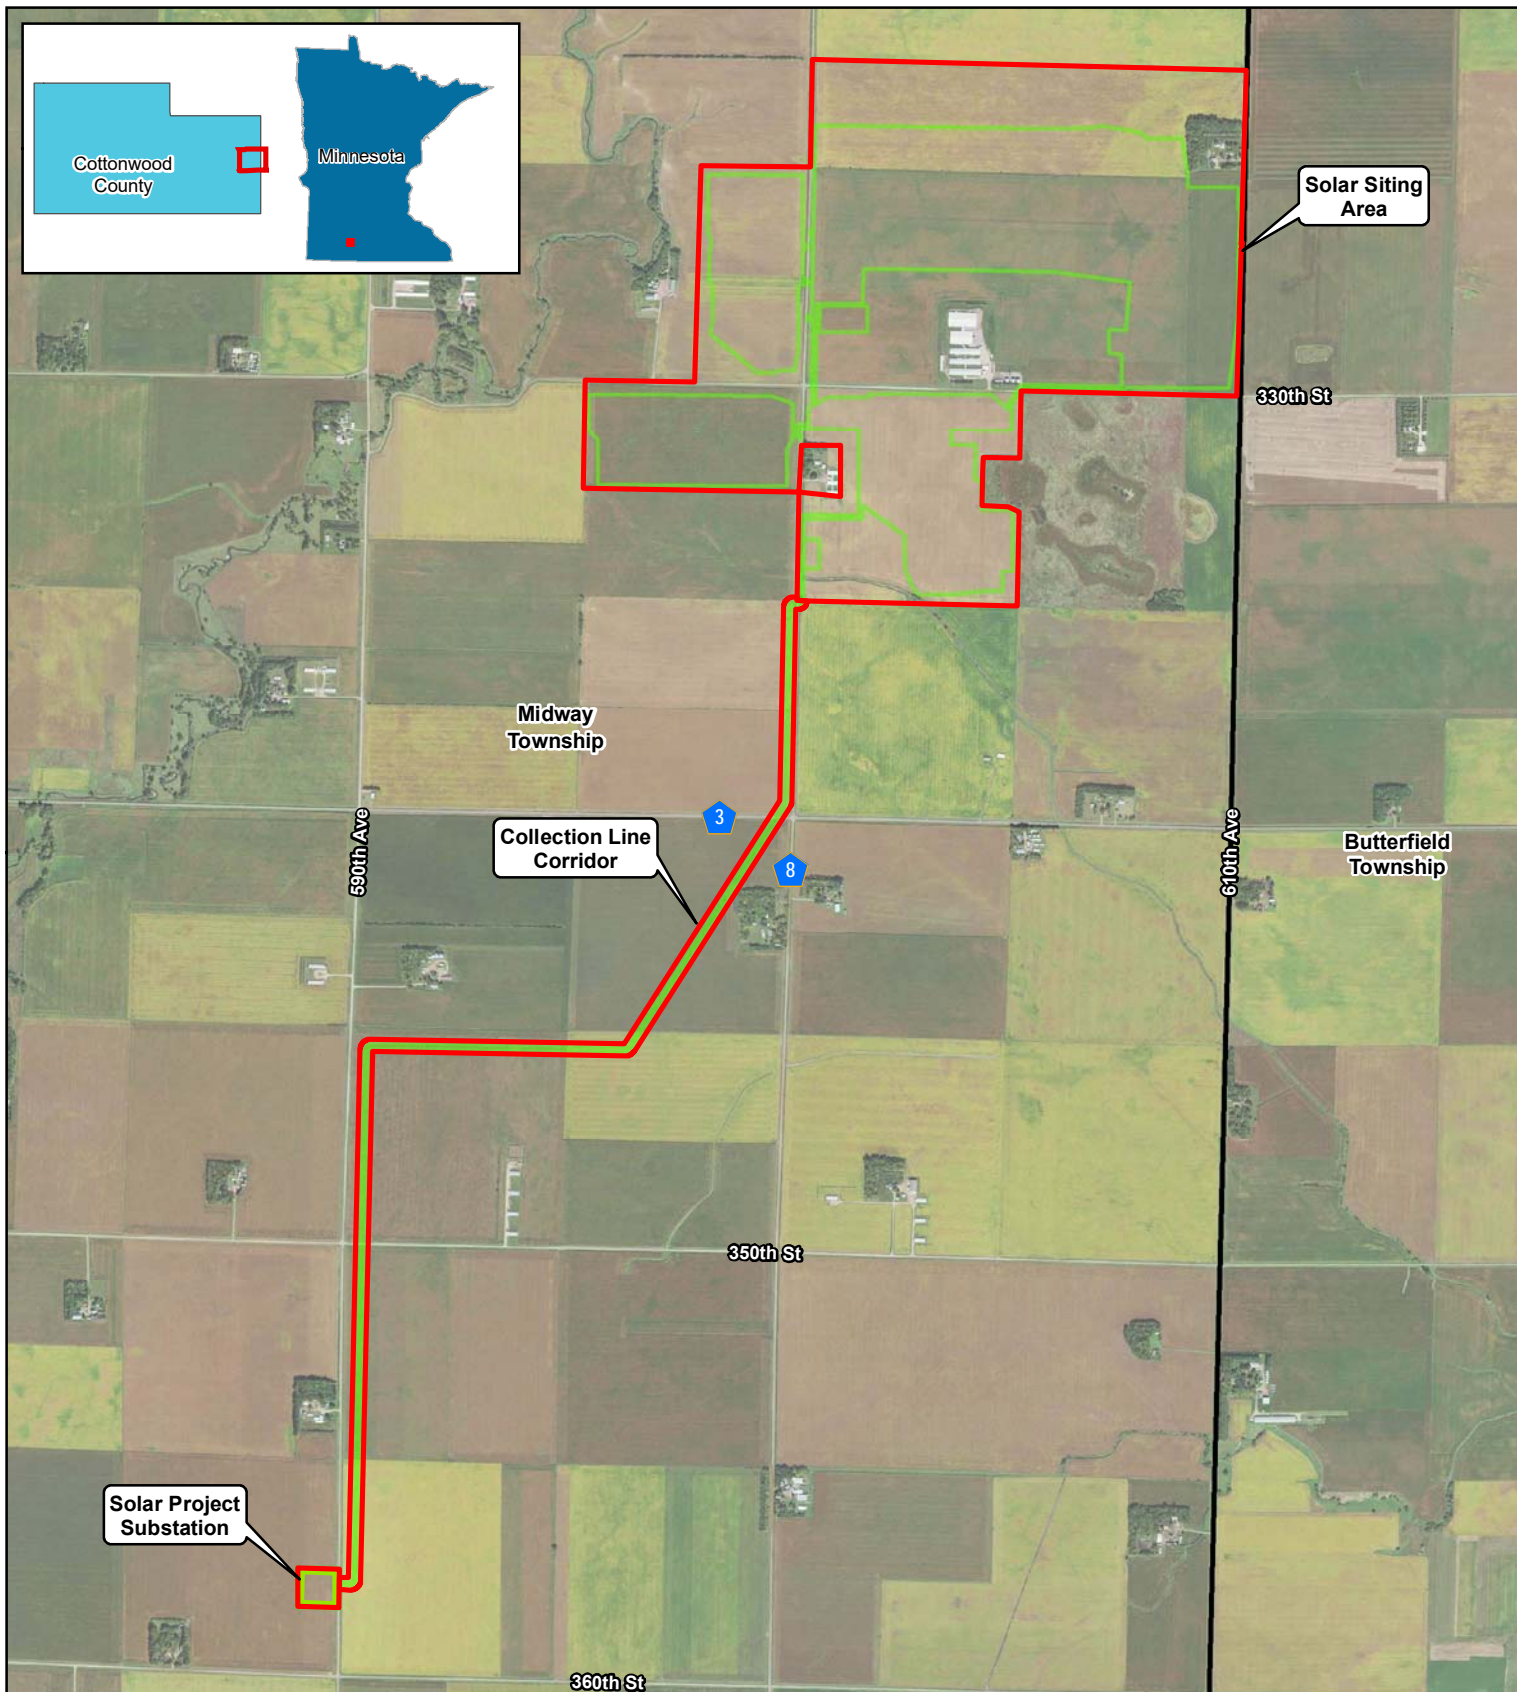 Cottonwood
County
Minnesota
Solar Siting
Area
330th St
Midway
Township
590th Ave
3
Collection Line
Corridor
8
610th Ave
Butterfield
Township
350th St
Solar Project
Substation
360th St